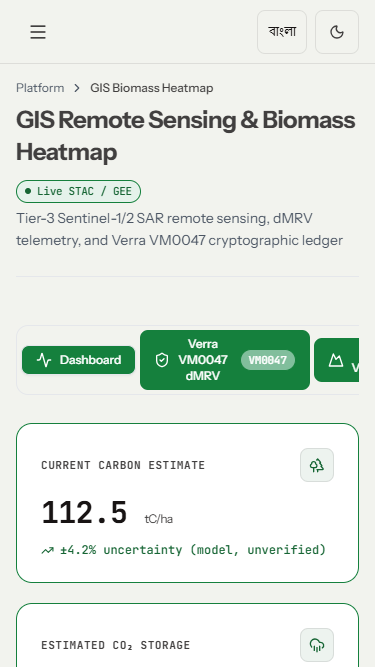 বাংলা
Platform > GIS Biomass Heatmap
GIS Remote Sensing & Biomass
Heatmap
Live STAC / GEE
Tier-3 Sentinel-1/2 SAR remote sensing, dMRV
telemetry, and Verra VM0047 cryptographic ledger
Dashboard
Verra
VM0047
dMRV
VM0047
V
CURRENT CARBON ESTIMATE
112.5 tC/ha
±4.2% uncertainty (model, unverified)
ESTIMATED CO₂ STORAGE